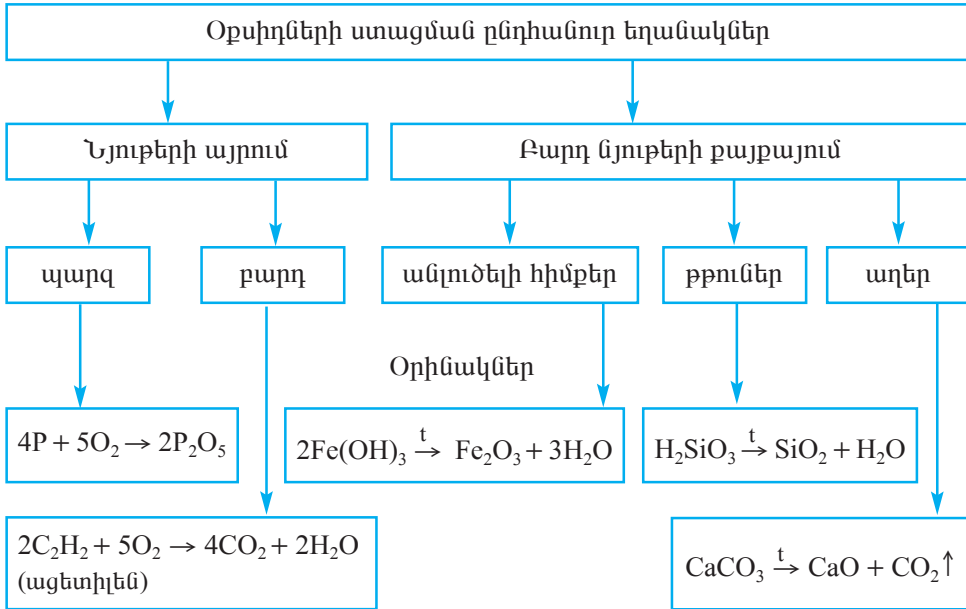 Օքսիդների ստացման ընդհանուր եղանակներ
Նյութերի այրում
Բարդ նյութերի քայքայում
պարզ
բարդ
անլուծելի հիմքեր
թթուներ
աղեր
Օրինակներ
4P + 5O₂ → 2P₂O₅
2Fe(OH)₃ →ᵗ Fe₂O₃ + 3H₂O
H₂SiO₃ →ᵗ SiO₂ + H₂O
2C₂H₂ + 5O₂ → 4CO₂ + 2H₂O
(ացետիլեն)
CaCO₃ →ᵗ CaO + CO₂↑